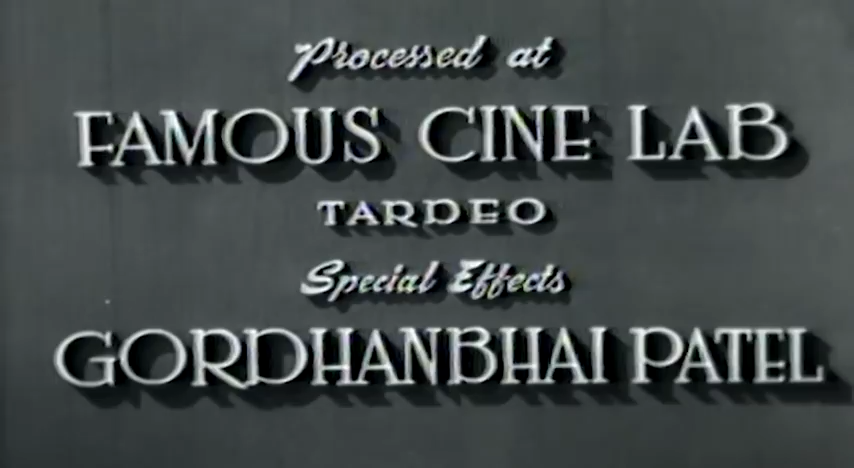 Processed at
FAMOUS CINE LAB
TARDEO
Special Effects
GORDHANBHAI PATEL